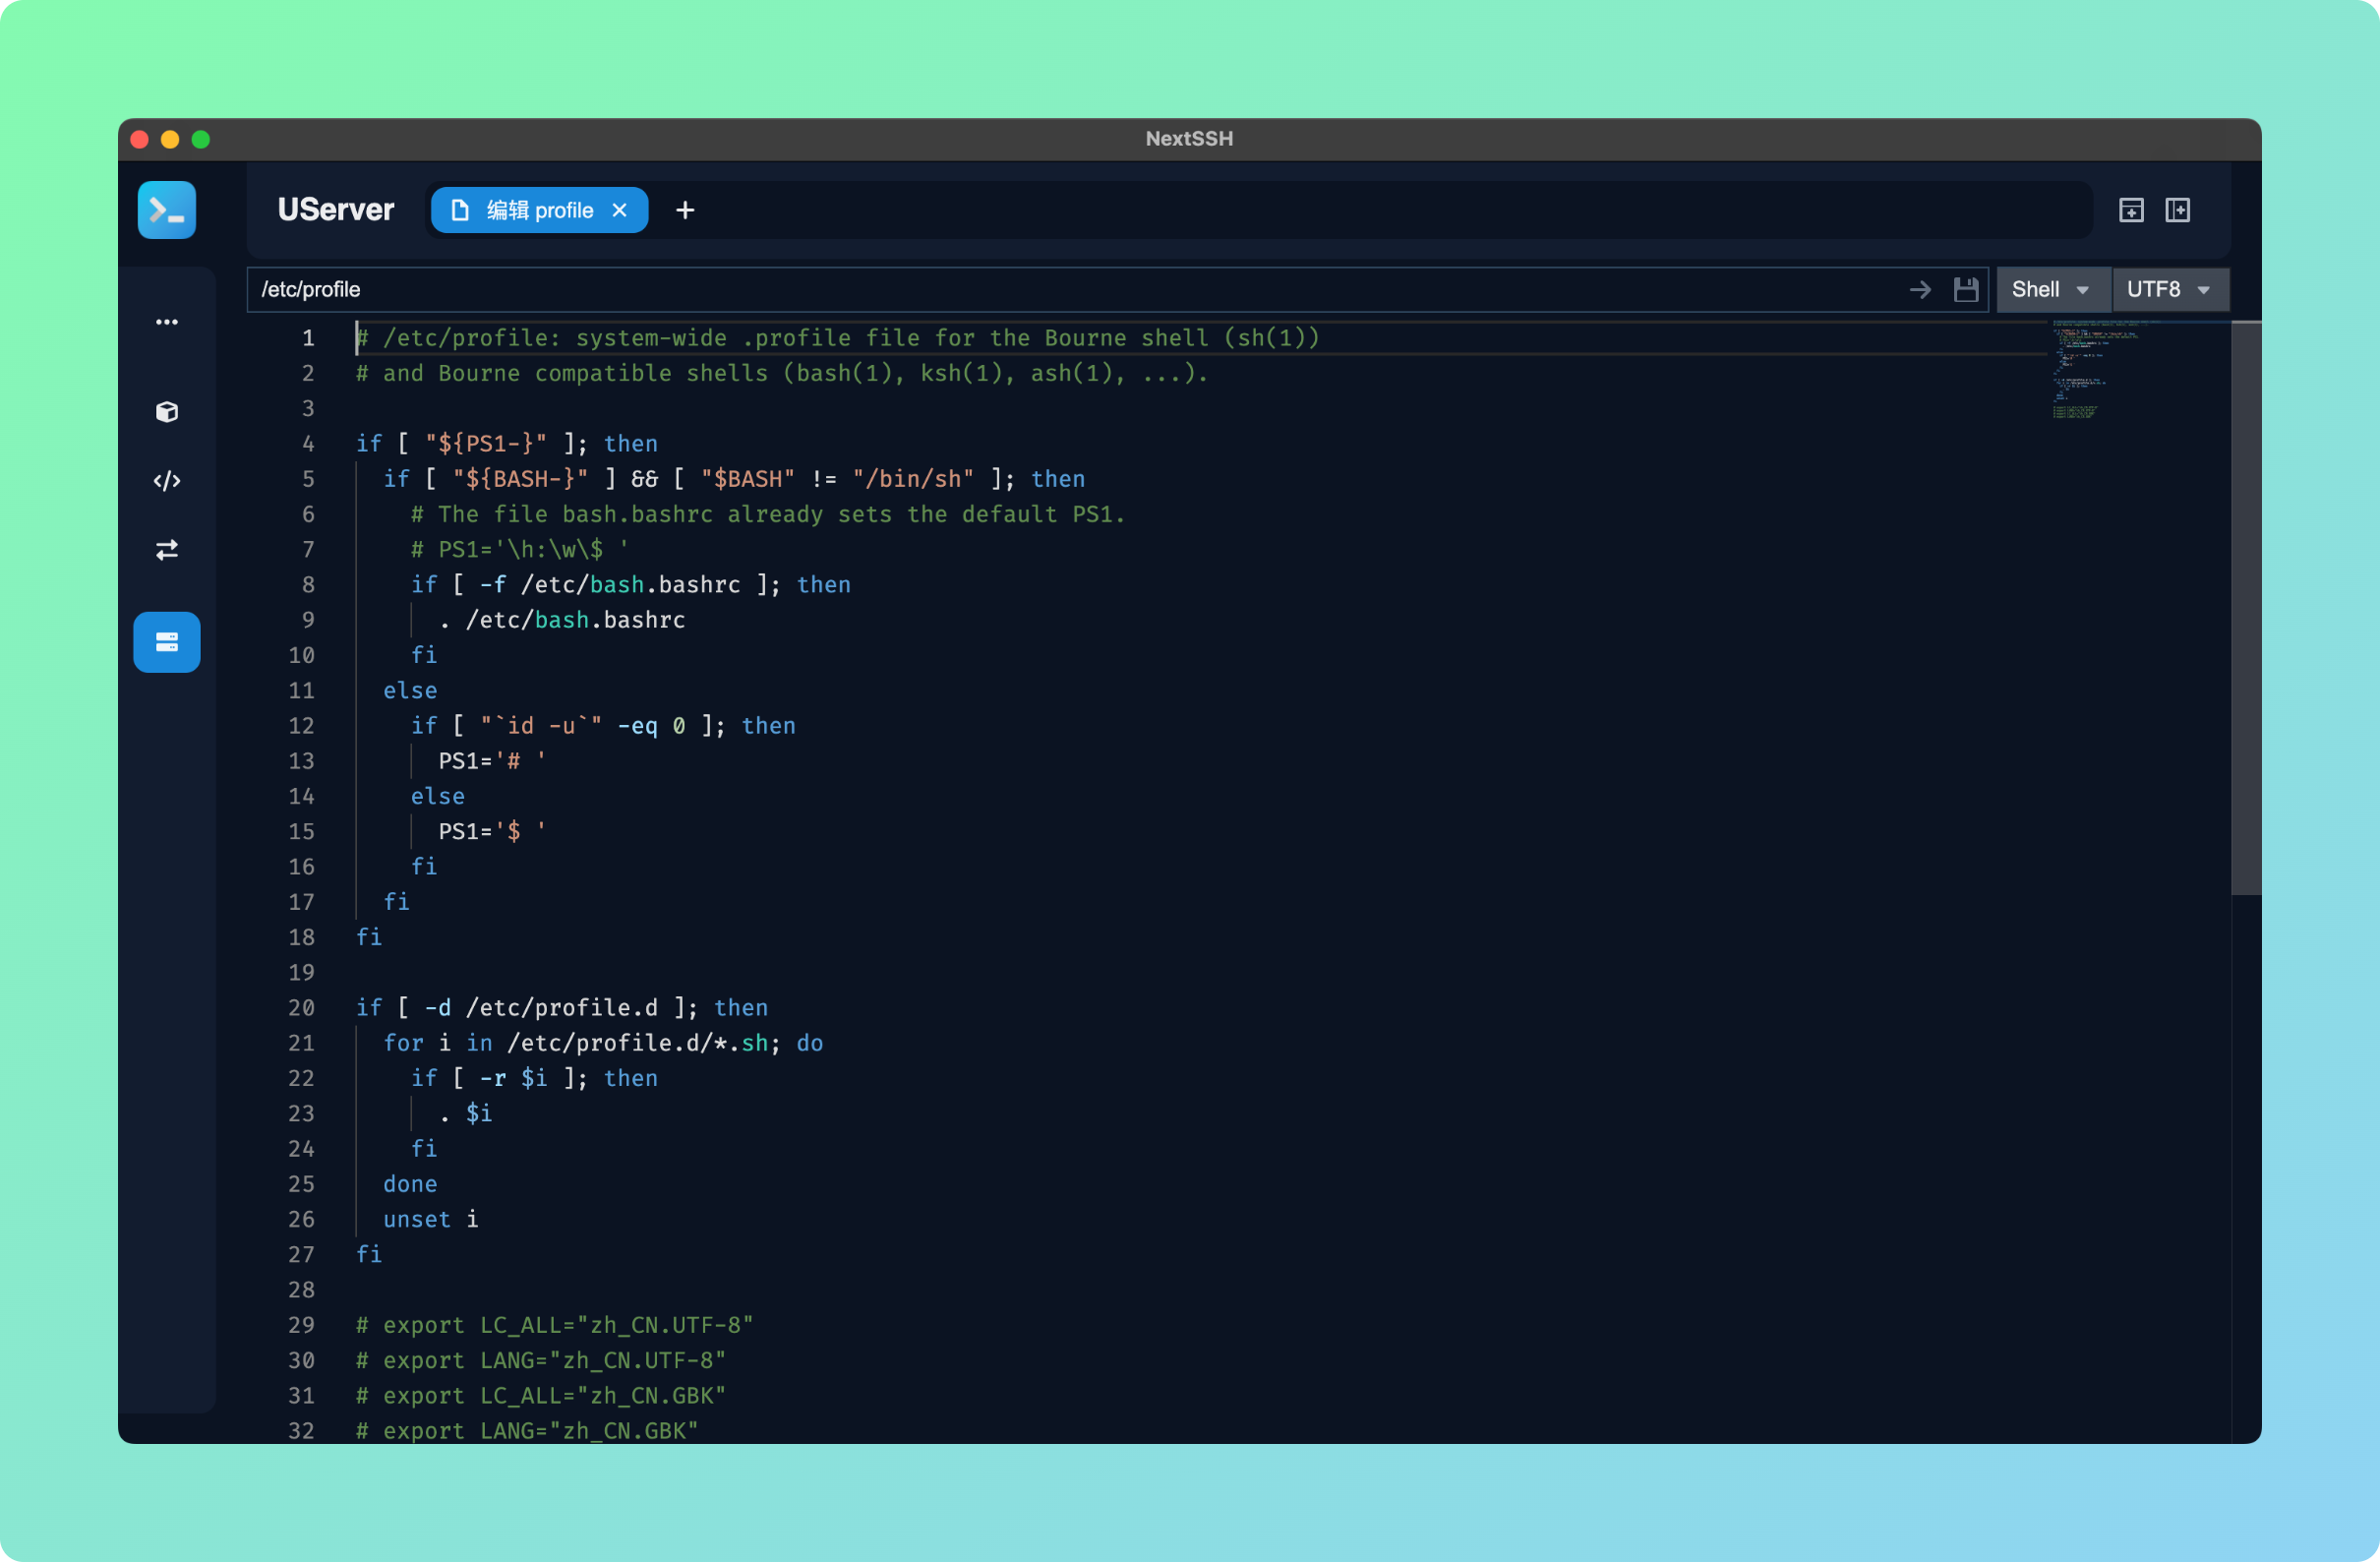 NextSSH
UServer
编辑 profile
/etc/profile
Shell
UTF8
1 # /etc/profile: system-wide .profile file for the Bourne shell (sh(1))
2 # and Bourne compatible shells (bash(1), ksh(1), ash(1), ...).
3
4 if [ "${PS1-}" ]; then
5   if [ "${BASH-}" ] && [ "$BASH" != "/bin/sh" ]; then
6     # The file bash.bashrc already sets the default PS1.
7     # PS1='\h:\w\$ '
8     if [ -f /etc/bash.bashrc ]; then
9       . /etc/bash.bashrc
10     fi
11   else
12     if [ "`id -u`" -eq 0 ]; then
13       PS1='# '
14     else
15       PS1='$ '
16     fi
17   fi
18 fi
19
20 if [ -d /etc/profile.d ]; then
21   for i in /etc/profile.d/*.sh; do
22     if [ -r $i ]; then
23       . $i
24     fi
25   done
26   unset i
27 fi
28
29 # export LC_ALL="zh_CN.UTF-8"
30 # export LANG="zh_CN.UTF-8"
31 # export LC_ALL="zh_CN.GBK"
32 # export LANG="zh_CN.GBK"